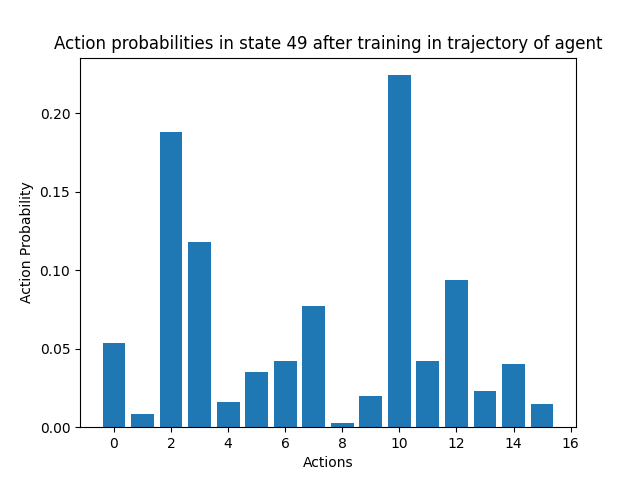 Action probabilities in state 49 after training in trajectory of agent
0.20
0.15
0.10
0.05
0.00
Action Probability
0 2 4 6 8 10 12 14 16
Actions